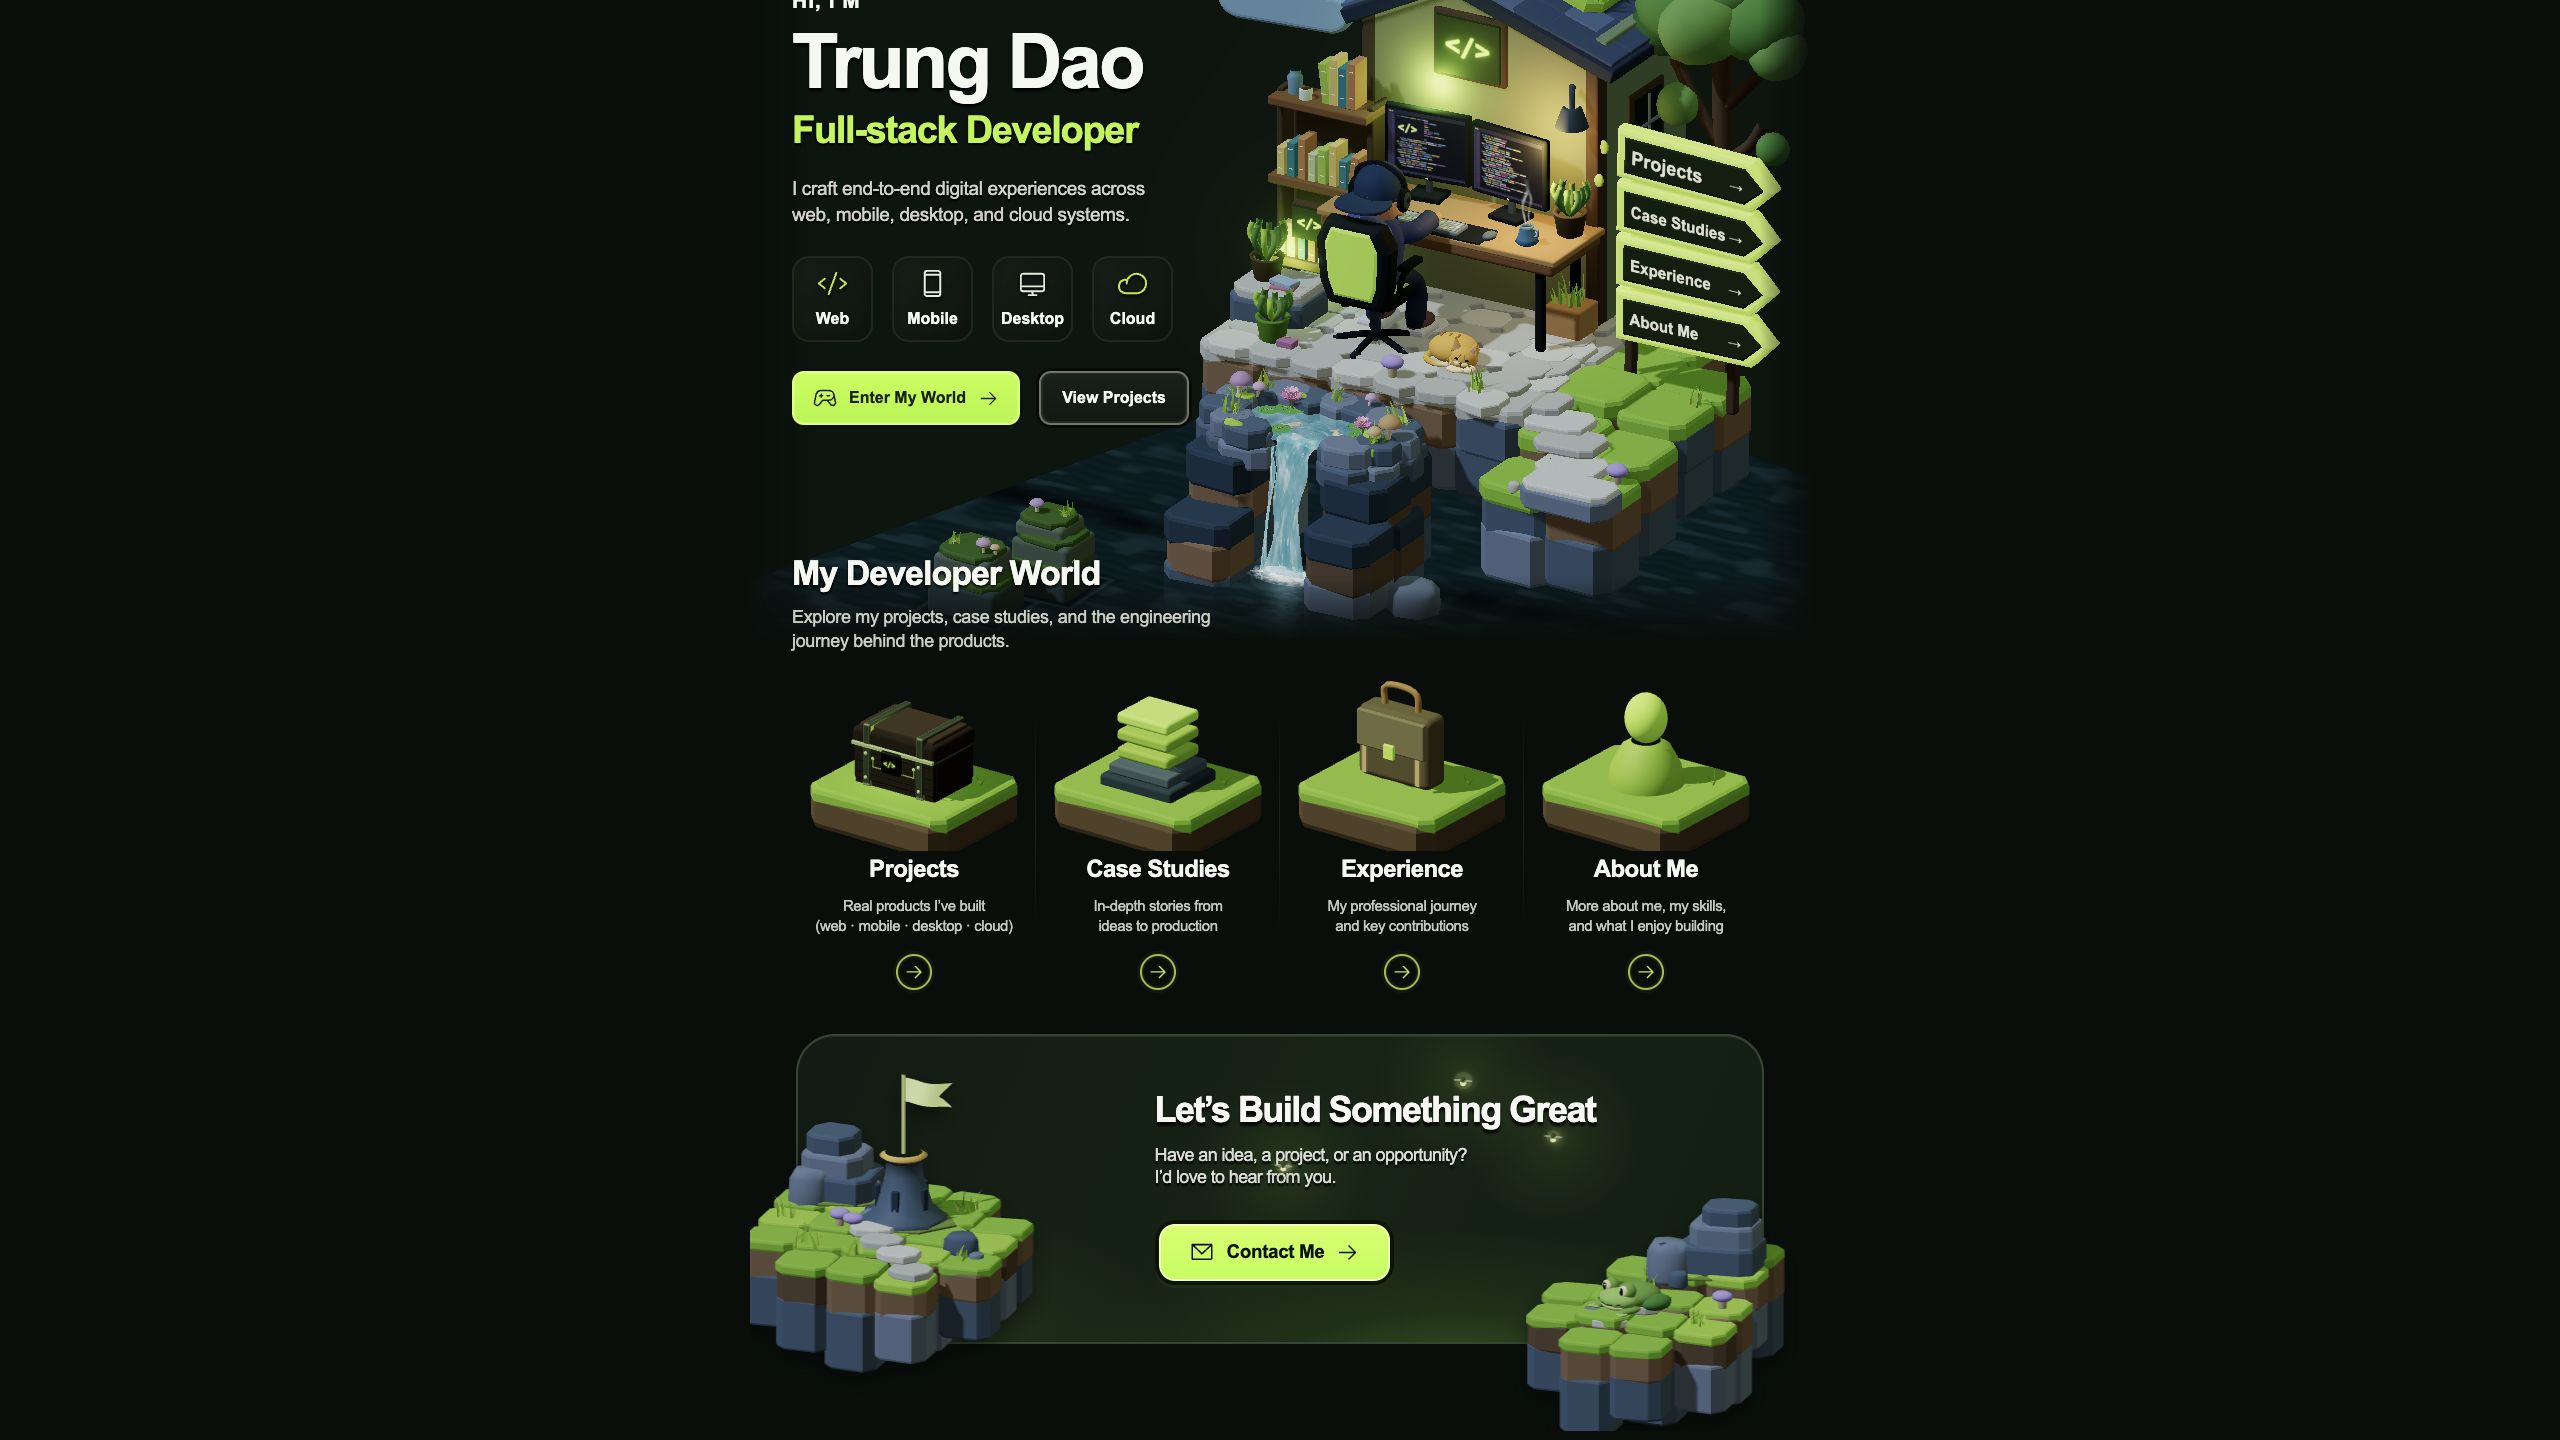 HI, I'M
Trung Dao
Full-stack Developer
I craft end-to-end digital experiences across
web, mobile, desktop, and cloud systems.
</>
Web
Mobile
Desktop
Cloud
Enter My World →
View Projects
</>
</>
</>
Projects →
Case Studies →
Experience →
About Me →
My Developer World
Explore my projects, case studies, and the engineering
journey behind the products.
</>
Projects
Real products I’ve built
(web · mobile · desktop · cloud)
→
Case Studies
In-depth stories from
ideas to production
→
Experience
My professional journey
and key contributions
→
About Me
More about me, my skills,
and what I enjoy building
→
Let’s Build Something Great
Have an idea, a project, or an opportunity?
I’d love to hear from you.
Contact Me →